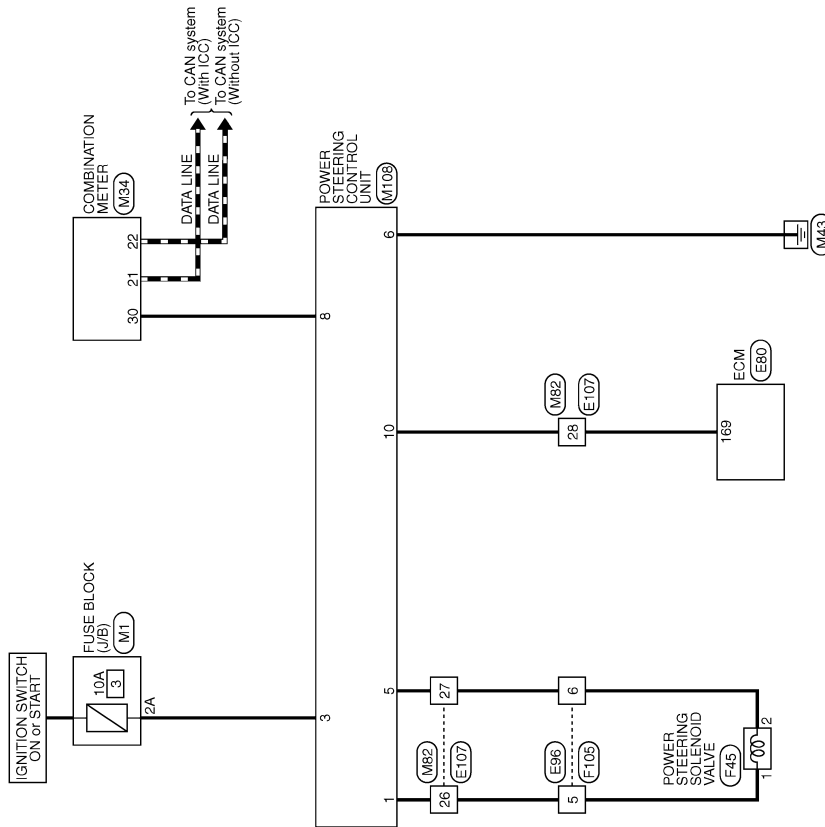 IGNITION SWITCH
ON or START
FUSE BLOCK
(J/B)
M1
10A
3
2A
COMBINATION
METER
M34
30
21
22
DATA LINE
DATA LINE
To CAN system
(With ICC)
To CAN system
(Without ICC)
POWER
STEERING
CONTROL
UNIT
M108
3
8
1
5
10
6
M82
E107
26
27
E96
F105
5
6
POWER
STEERING
SOLENOID
VALVE
F45
1
2
M82
E107
28
ECM
E80
169
M43